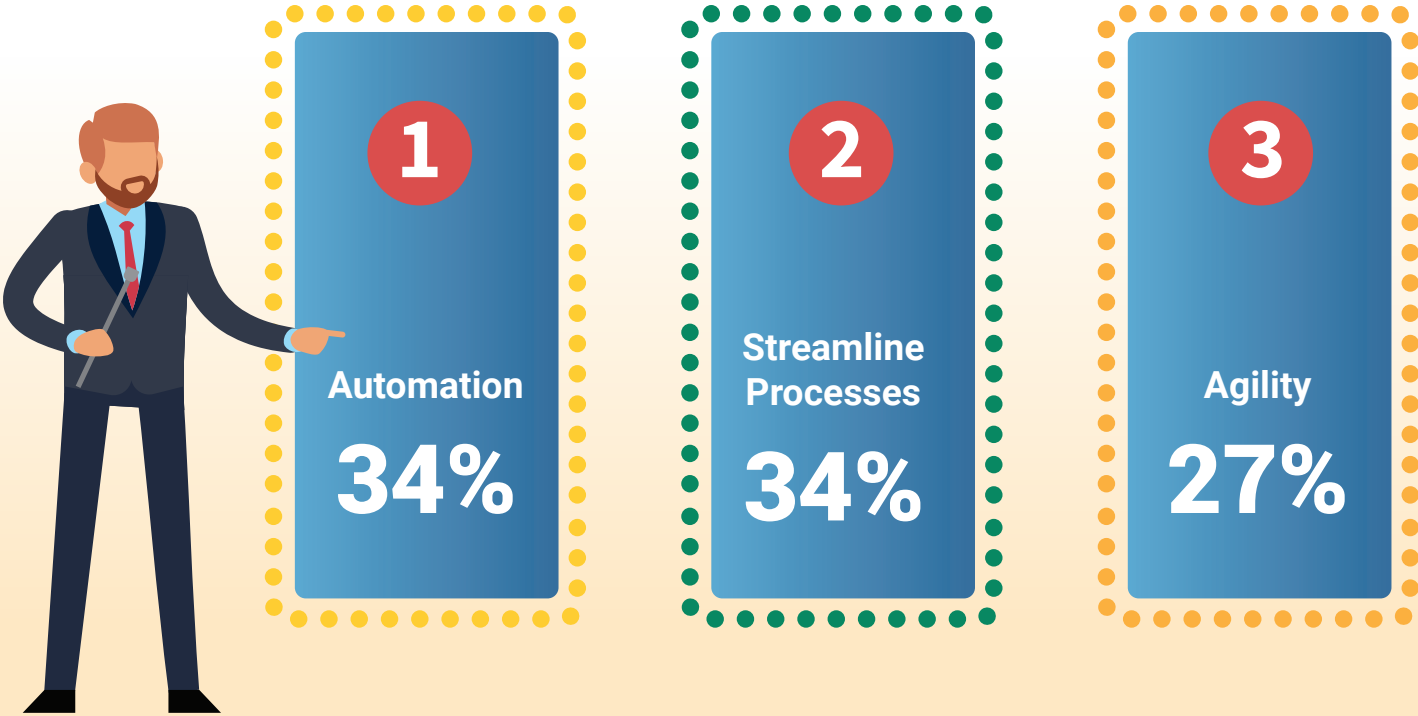 1
Automation
34%
2
Streamline
Processes
34%
3
Agility
27%